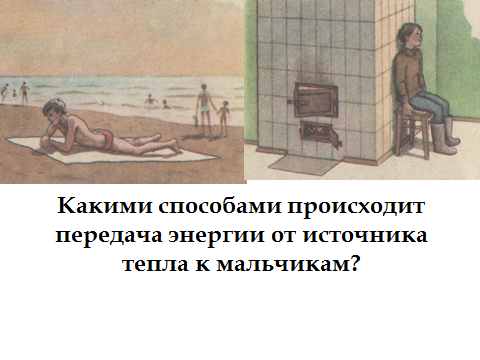 Какими способами происходит
передача энергии от источника
тепла к мальчикам?